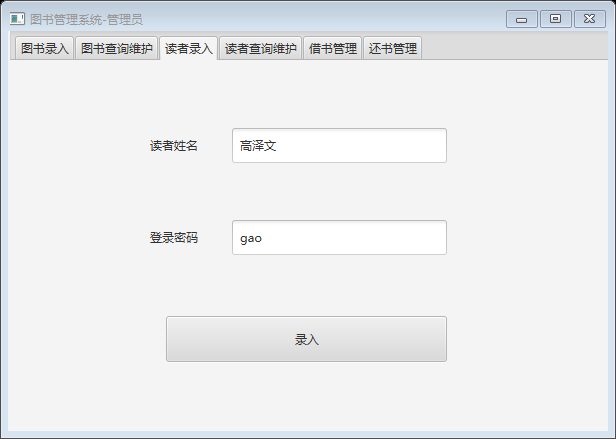 图书管理系统-管理员
图书录入 图书查询维护 读者录入 读者查询维护 借书管理 还书管理
读者姓名 高泽文
登录密码 gao
录入